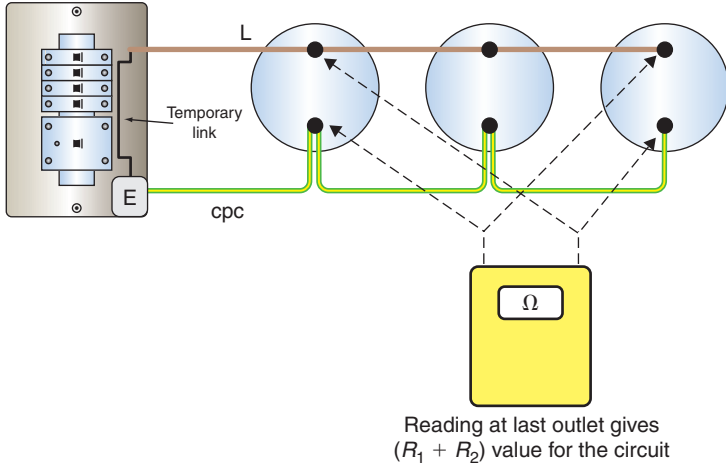 L
Temporary
link
E
cpc
Ω
Reading at last outlet gives
(R₁ + R₂) value for the circuit